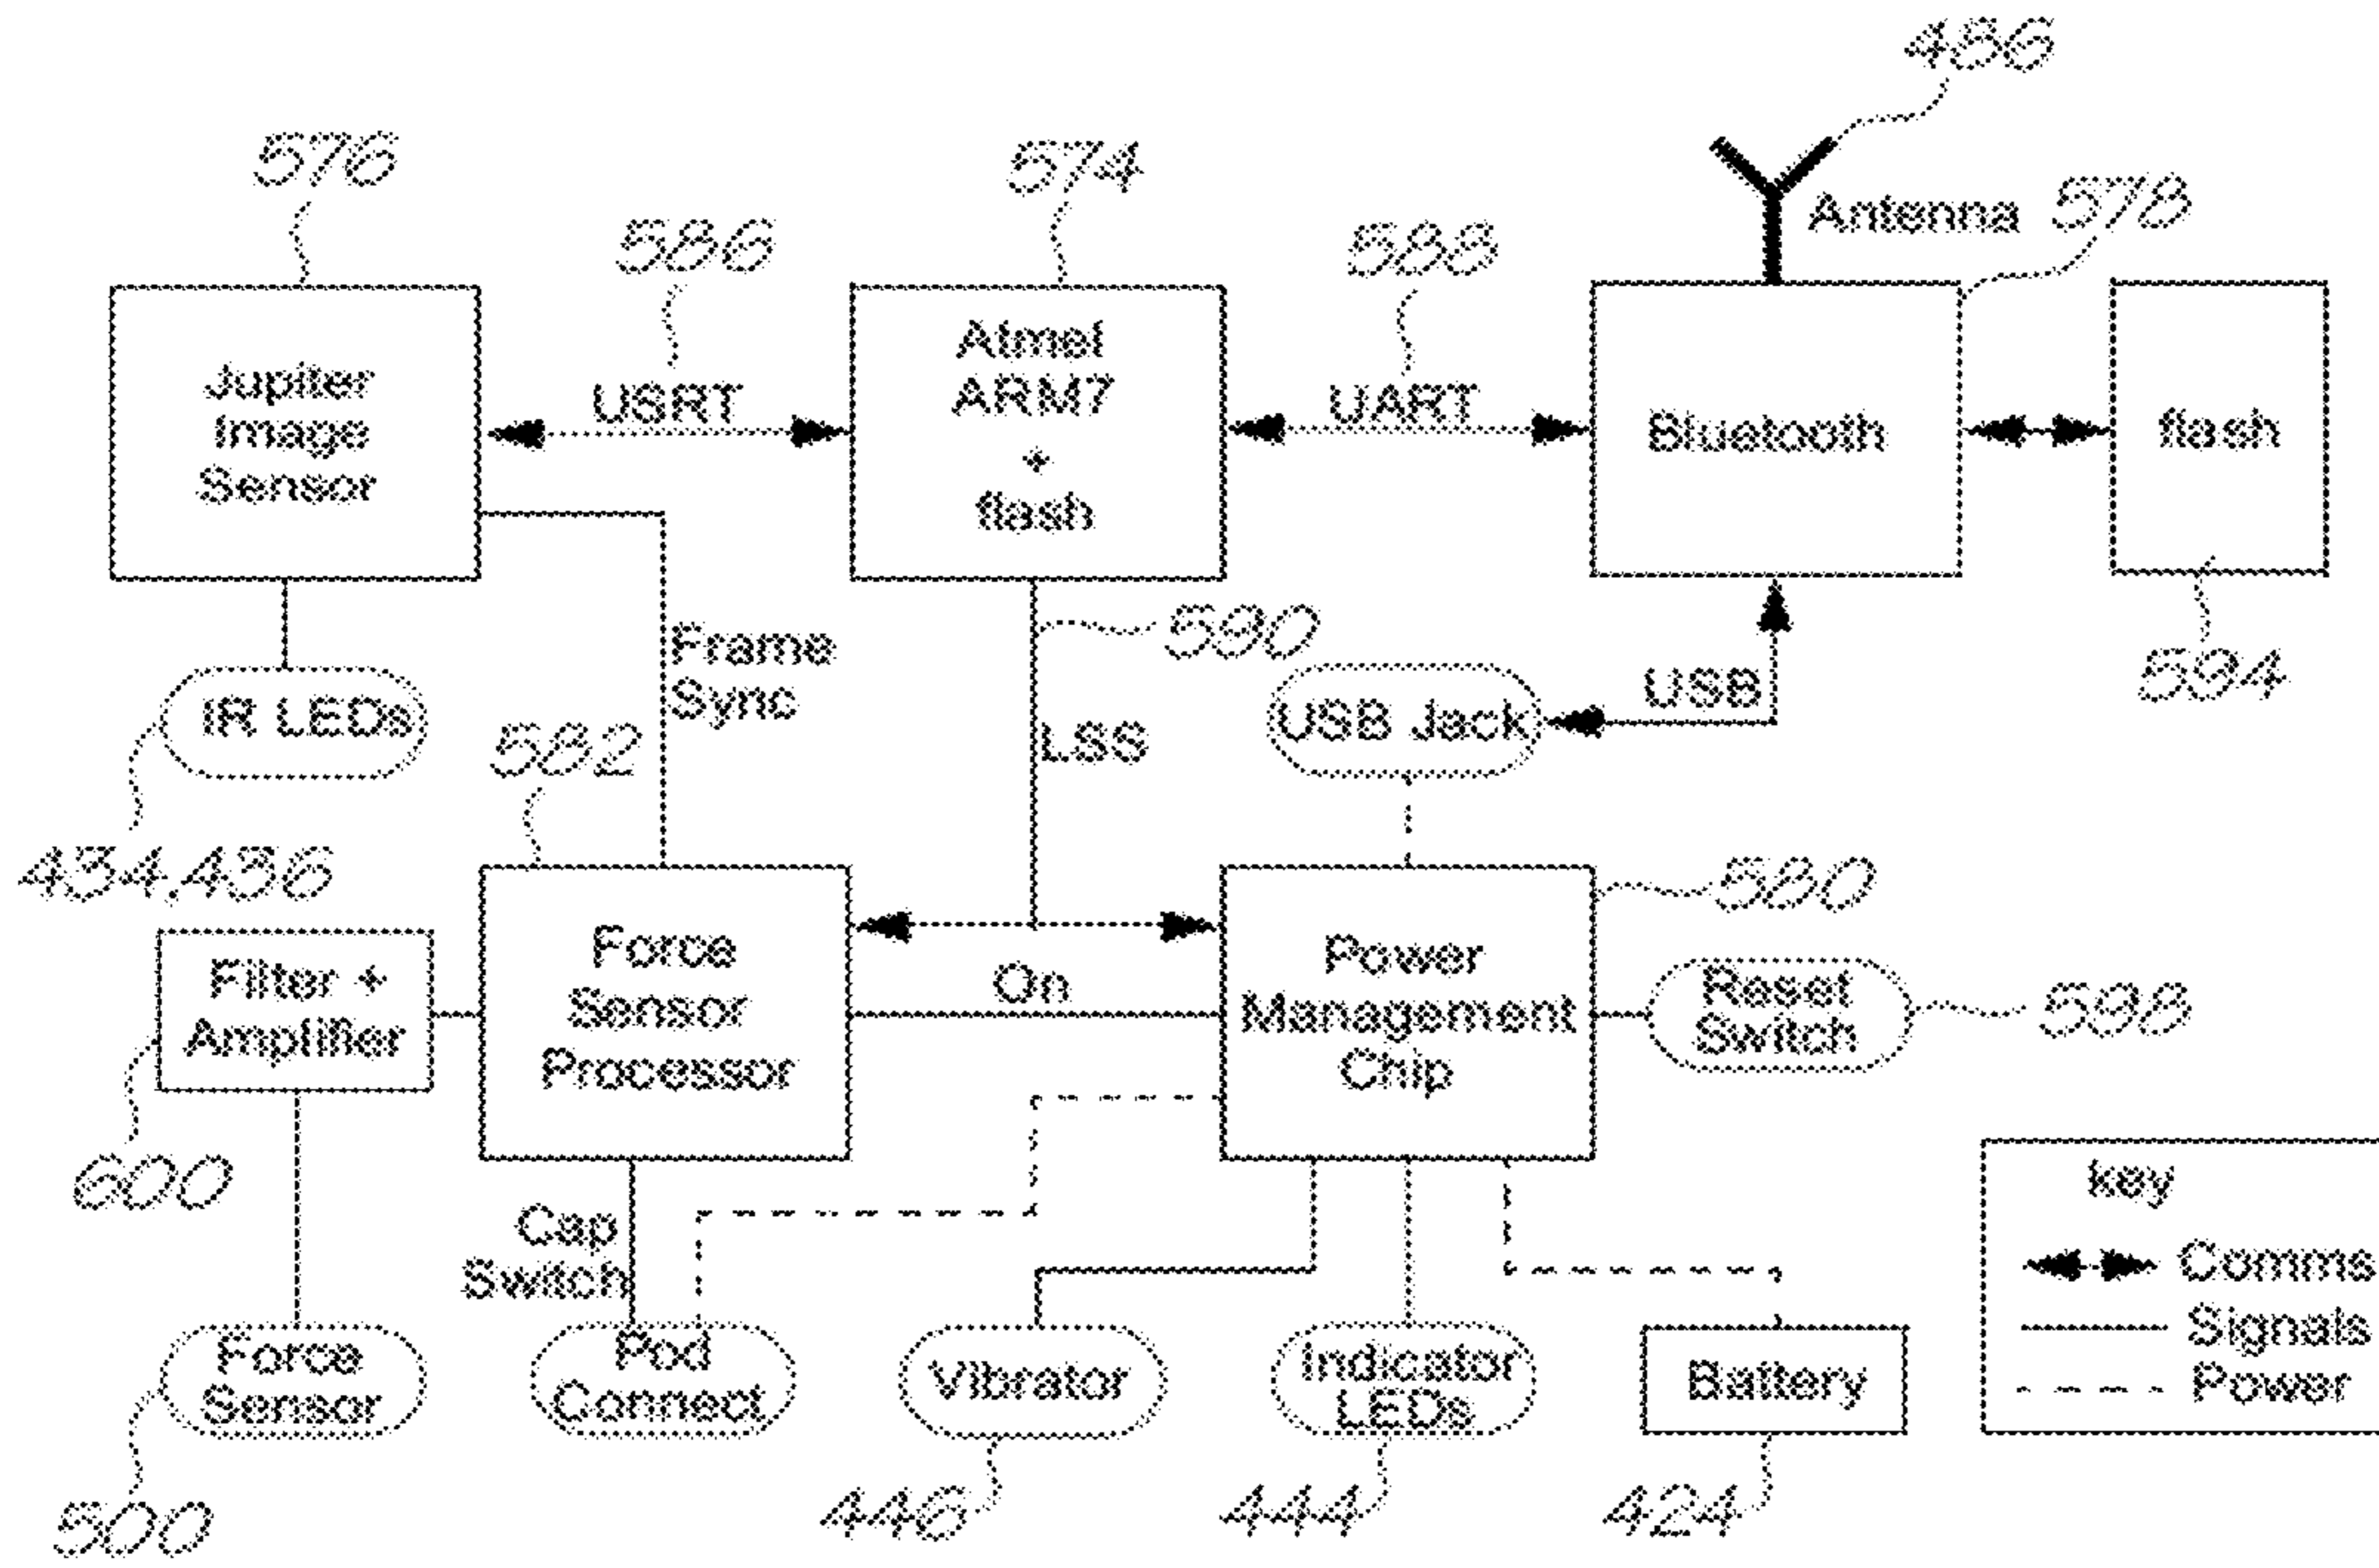 486
576
574
Antenna
578
586
588
Jupiter
Image
Sensor
USRT
Atmel
ARM7
+
flash
UART
Bluetooth
flash
590
594
Frame
Sync
IR LEDs
582
LSS
USB Jack
USB
434,436
580
Filter +
Amplifier
Force
Sensor
Processor
On
Power
Management
Chip
Reset
Switch
598
600
Cap
Switch
key
Comms
Signals
Power
Force
Sensor
Pod
Connect
Vibrator
Indicator
LEDs
Battery
500
446
444
424